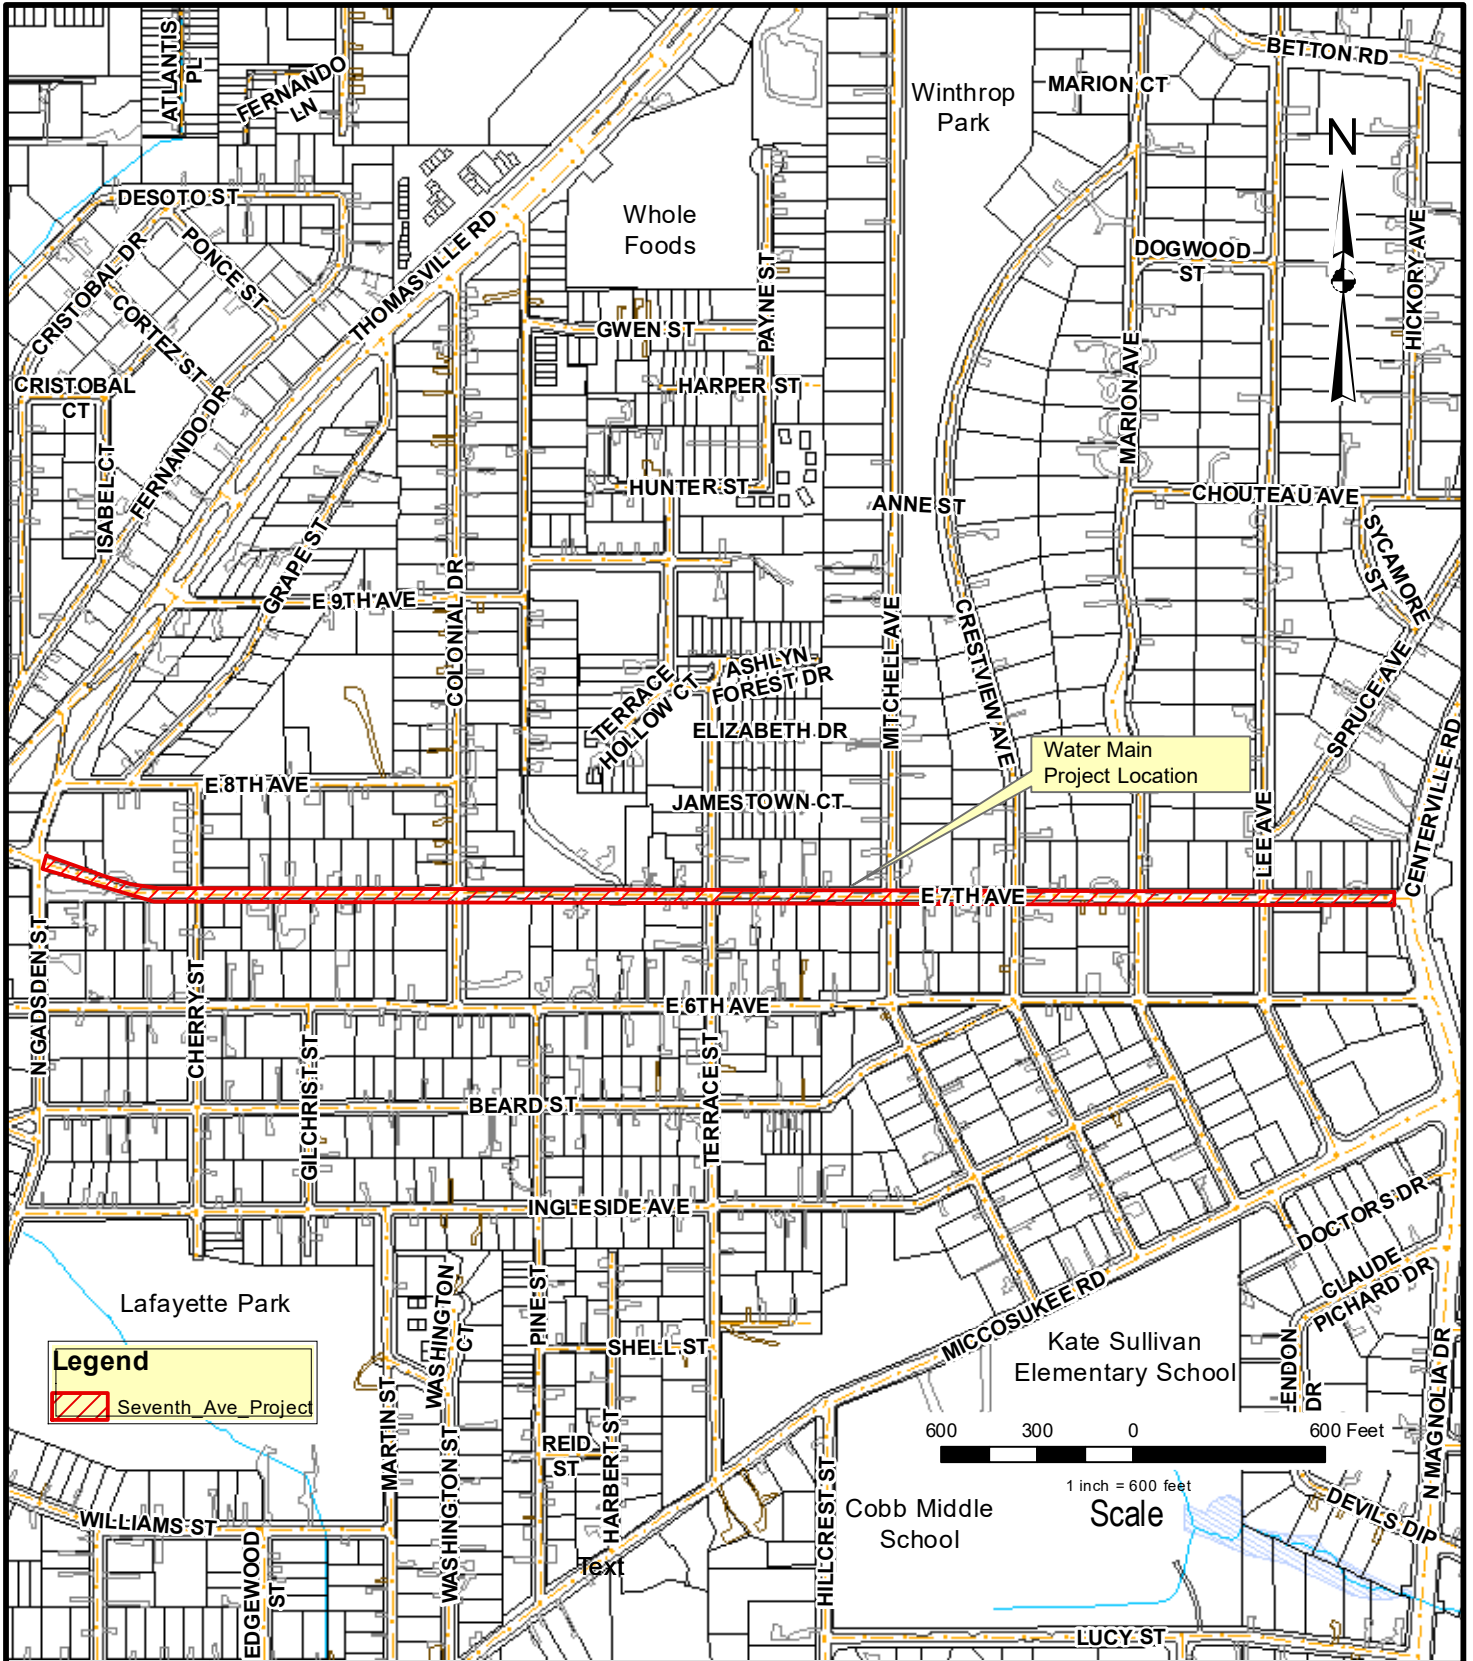 ATLANTIS
PL
FERNANDO
LN
BETTON RD
MARION CT
Winthrop
Park
N
DESOTO ST
PONCE ST
CRISTOBAL DR
CORTEZ ST
THOMASVILLE RD
Whole
Foods
PAYNE ST
DOGWOOD
ST
HICKORY AVE
GWEN ST
HARPER ST
MARION AVE
CRISTOBAL
CT
ISABEL CT
FERNANDO DR
HUNTER ST
ANNE ST
CHOUTEAU AVE
SYCAMORE
ST
GRAPE ST
E 9TH AVE
COLONIAL DR
MITCHELL AVE
CRESTVIEW AVE
ASHLYN
FOREST DR
TERRACE
HOLLOW CT
ELIZABETH DR
SPRUCE AVE
CENTERVILLE RD
Water Main
Project Location
E 8TH AVE
JAMESTOWN CT
LEE AVE
E 7TH AVE
N GADSDEN ST
CHERRY ST
E 6TH AVE
GILCHRIST ST
TERRACE ST
BEARD ST
INGLESIDE AVE
DOCTORS DR
CLAUDE
PICHARD DR
Lafayette Park
WASHINGTON
CT
PINE ST
SHELL ST
MICCOSUKEE RD
Kate Sullivan
Elementary School
ENDON
DR
N MAGNOLIA DR
Legend
Seventh_Ave_Project
MARTIN ST
WASHINGTON ST
REID
ST
HARBERT ST
HILLCREST ST
600 300 0 600 Feet
1 inch = 600 feet
Scale
Cobb Middle
School
DEVILS DIP
WILLIAMS ST
EDGEWOOD
ST
Text
LUCY ST